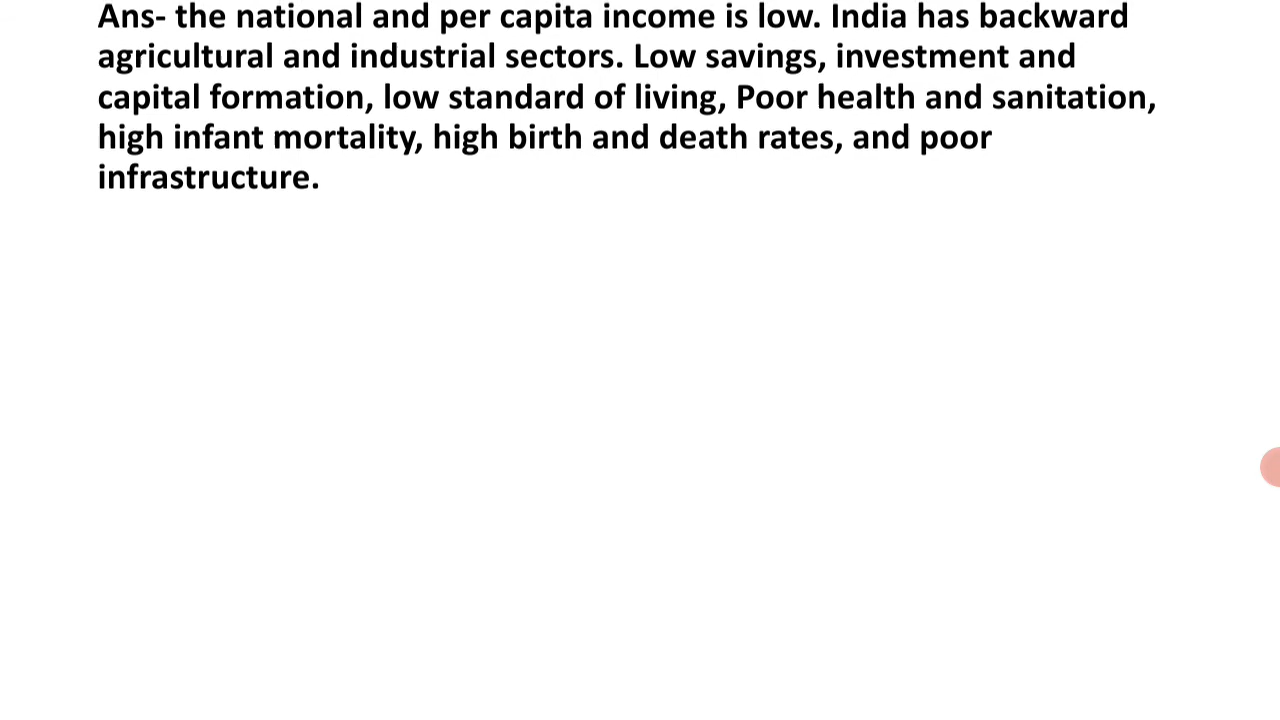 Ans- the national and per capita income is low. India has backward
agricultural and industrial sectors. Low savings, investment and
capital formation, low standard of living, Poor health and sanitation,
high infant mortality, high birth and death rates, and poor
infrastructure.